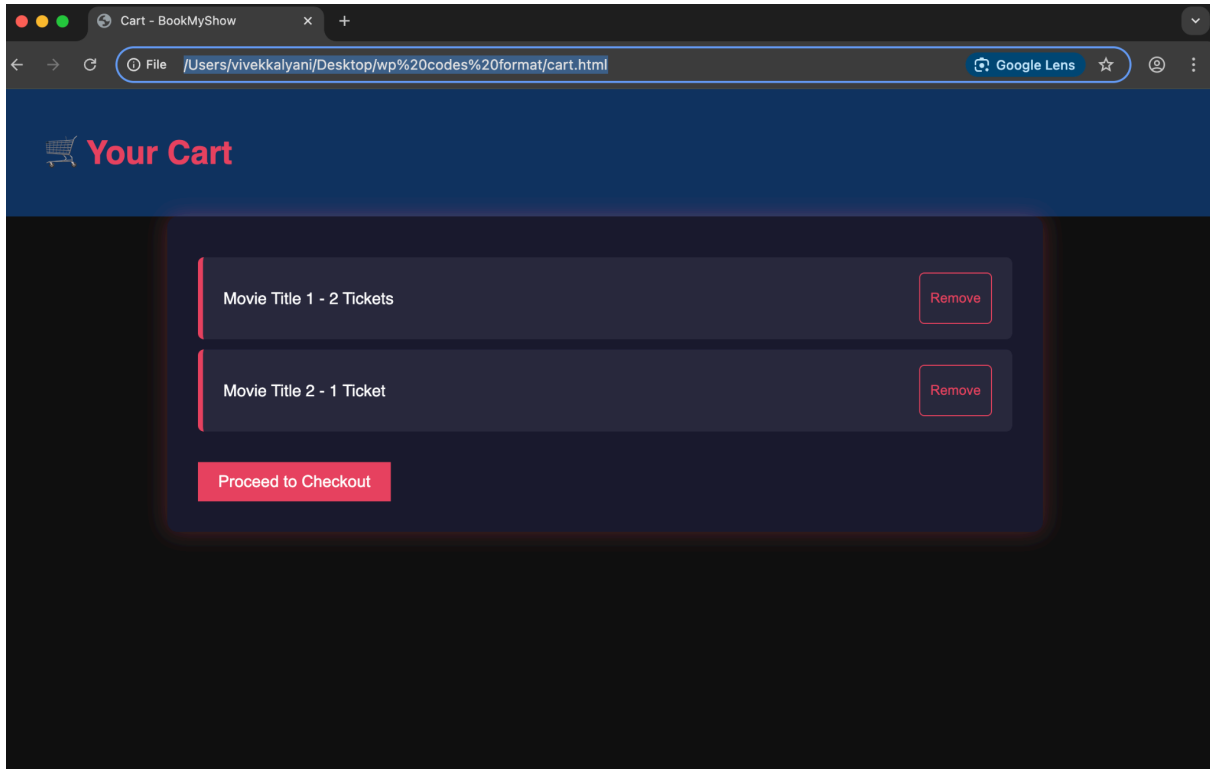 Cart - BookMyShow
File /Users/vivekkalyani/Desktop/wp%20codes%20format/cart.html Google Lens
Your Cart
Movie Title 1 - 2 Tickets Remove
Movie Title 2 - 1 Ticket Remove
Proceed to Checkout